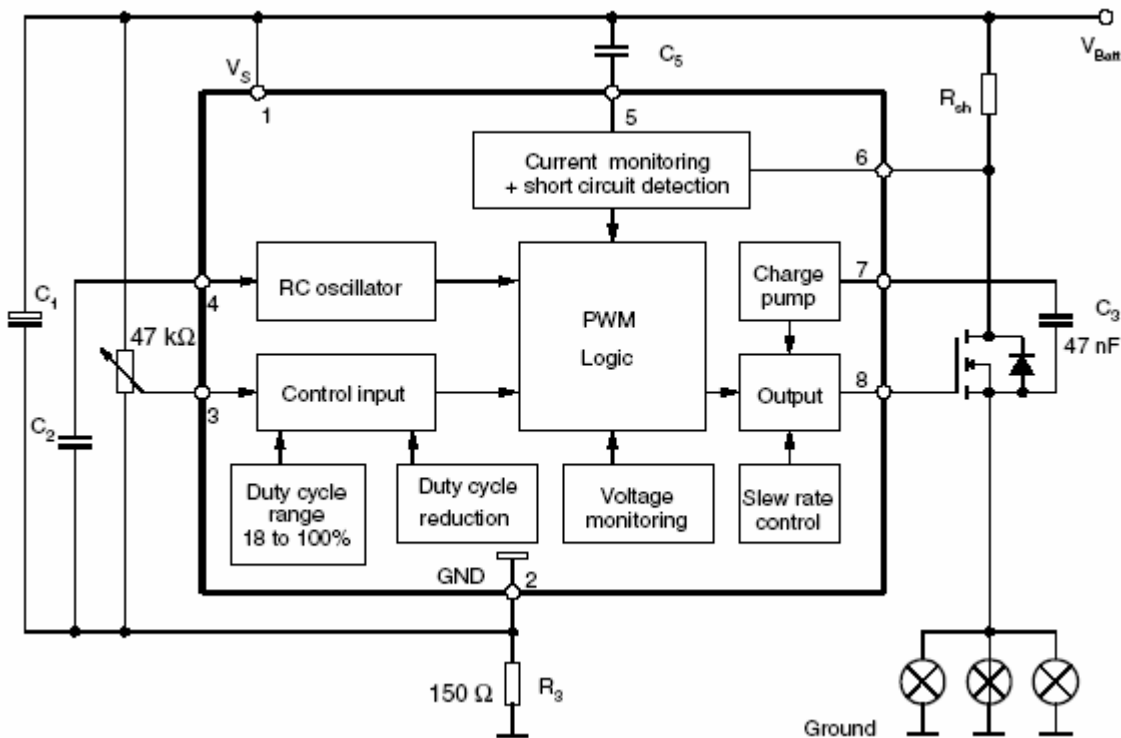 V_Batt
C_5
V_S
1
5
R_sh
Current monitoring
+ short circuit detection
6
C_1
4
RC oscillator
PWM
Logic
Charge
pump
7
C_3
47 nF
47 kΩ
3
Control input
Output
8
C_2
Duty cycle
range
18 to 100%
Duty cycle
reduction
Voltage
monitoring
Slew rate
control
GND
2
150 Ω
R_3
Ground